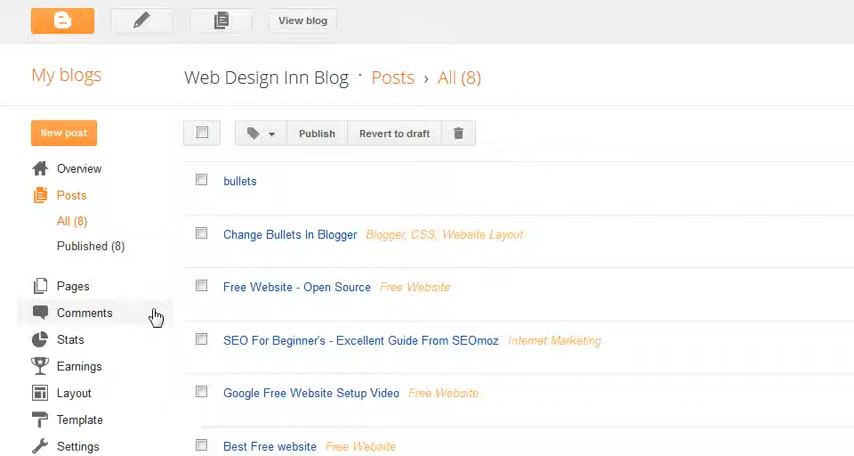 View blog
My blogs
Web Design Inn Blog · Posts › All (8)
New post
Publish
Revert to draft
Overview
Posts
All (8)
Published (8)
Pages
Comments
Stats
Earnings
Layout
Template
Settings
bullets
Change Bullets In Blogger Blogger, CSS, Website Layout
Free Website - Open Source Free Website
SEO For Beginner's - Excellent Guide From SEOmoz Internet Marketing
Google Free Website Setup Video Free Website
Best Free website Free Website